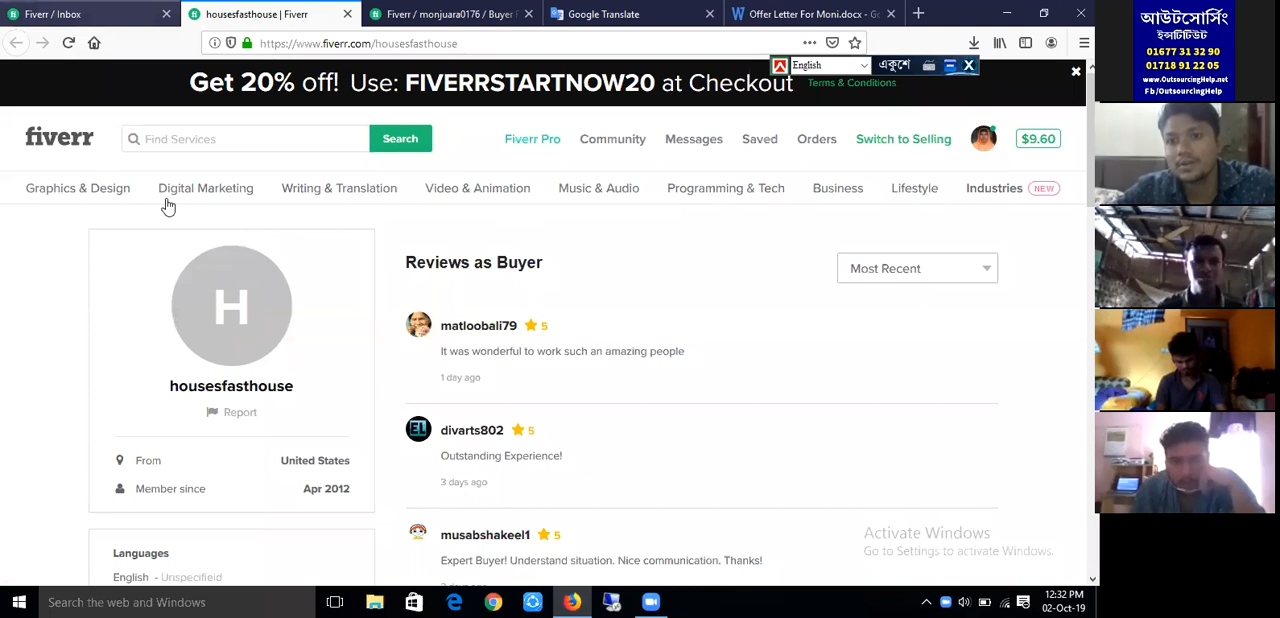 Fiverr / Inbox
housesfasthouse | Fiverr
Fiverr / monjuara0176 / Buyer R
Google Translate
Offer Letter For Moni.docx - Go
https://www.fiverr.com/housesfasthouse
English
একুশে
Get 20% off! Use: FIVERRSTARTNOW20 at Checkout
Terms & Conditions
fiverr
Find Services
Search
Fiverr Pro
Community
Messages
Saved
Orders
Switch to Selling
$9.60
Graphics & Design
Digital Marketing
Writing & Translation
Video & Animation
Music & Audio
Programming & Tech
Business
Lifestyle
Industries NEW
H
housesfasthouse
Report
From United States
Member since Apr 2012
Languages
English - Unspecifieid
Reviews as Buyer
Most Recent
matloobali79 5
It was wonderful to work such an amazing people
1 day ago
EL
divarts802 5
Outstanding Experience!
3 days ago
musabshakeel1 5
Expert Buyer! Understand situation. Nice communication. Thanks!
Activate Windows
Go to Settings to activate Windows.
Search the web and Windows
12:32 PM
02-Oct-19
আউটসোর্সিং
ইন্সটিটিউট
01677 31 32 90
01718 91 22 05
www.OutsourcingHelp.net
Fb/OutsourcingHelp